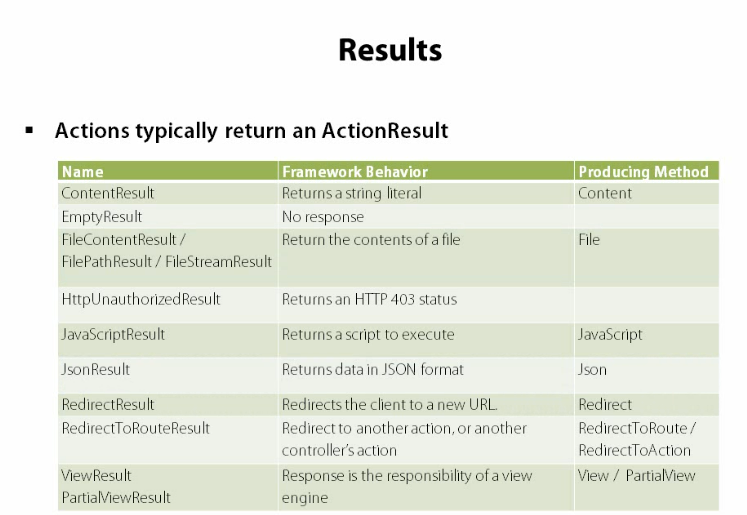 Results
▪ Actions typically return an ActionResult
Name Framework Behavior Producing Method
ContentResult Returns a string literal Content
EmptyResult No response
FileContentResult / Return the contents of a file File
FilePathResult / FileStreamResult
HttpUnauthorizedResult Returns an HTTP 403 status
JavaScriptResult Returns a script to execute JavaScript
JsonResult Returns data in JSON format Json
RedirectResult Redirects the client to a new URL. Redirect
RedirectToRouteResult Redirect to another action, or another RedirectToRoute /
controller's action RedirectToAction
ViewResult Response is the responsibility of a view View / PartialView
PartialViewResult engine